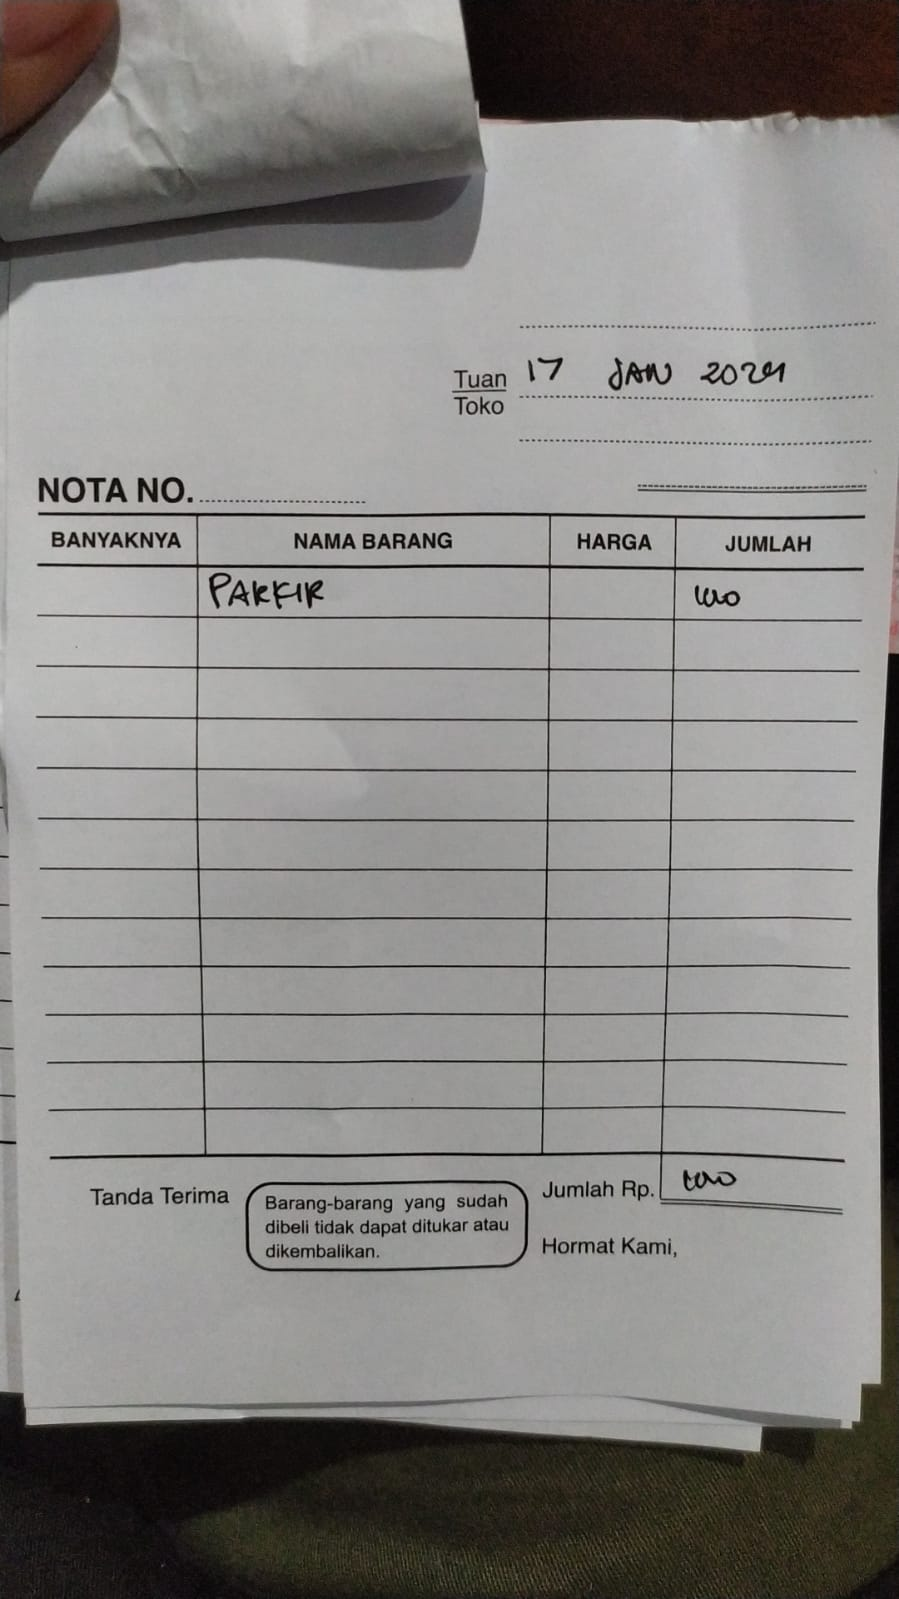 Tuan 17 JAN 2024
Toko
NOTA NO.
BANYAKNYA NAMA BARANG HARGA JUMLAH
PARKIR
Tanda Terima
Barang-barang yang sudah
dibeli tidak dapat ditukar atau
dikembalikan.
Jumlah Rp.
Hormat Kami,